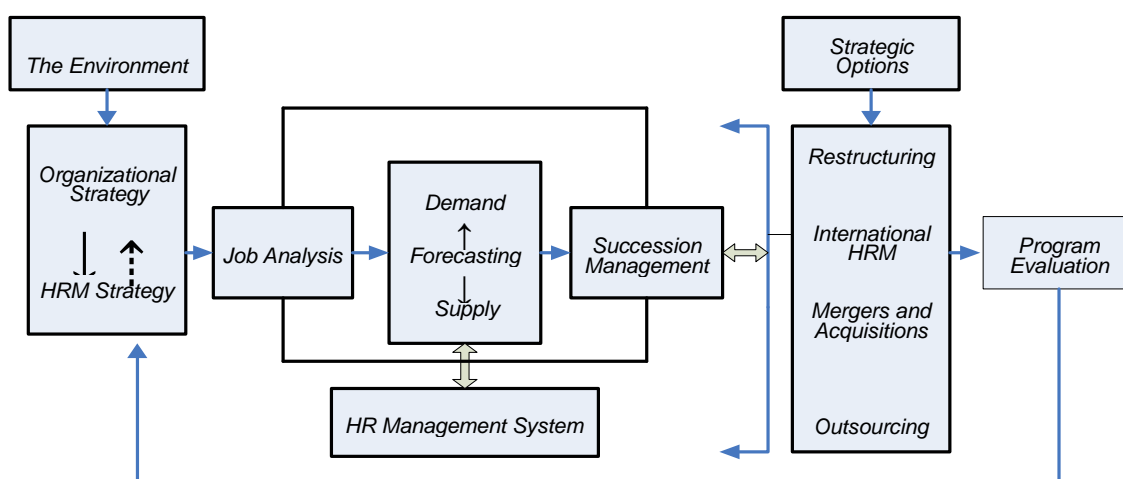 The Environment
Organizational
Strategy
HRM Strategy
Job Analysis
Demand
Forecasting
Supply
Succession
Management
HR Management System
Strategic
Options
Restructuring
International
HRM
Mergers and
Acquisitions
Outsourcing
Program
Evaluation